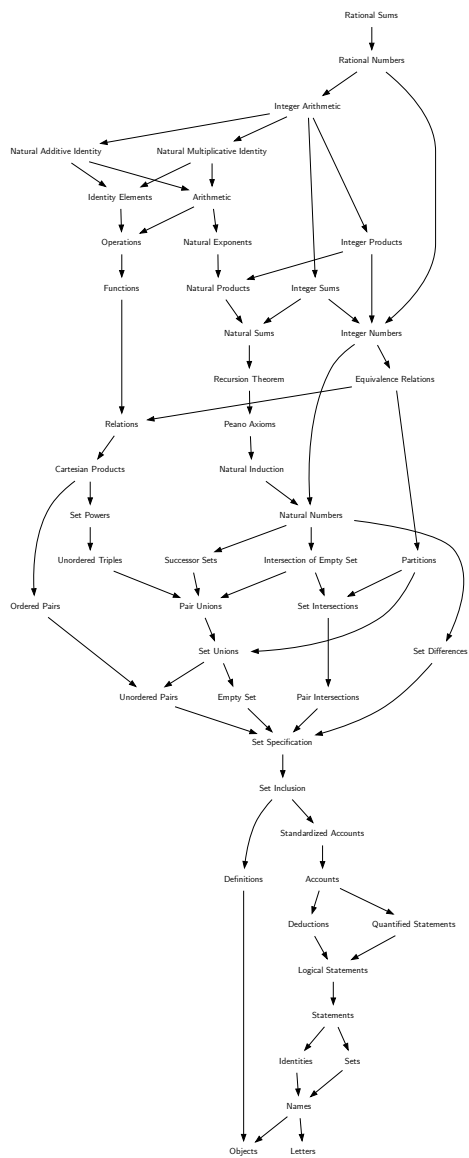 Rational Sums
Rational Numbers
Integer Arithmetic
Natural Additive Identity
Natural Multiplicative Identity
Identity Elements
Arithmetic
Operations
Natural Exponents
Integer Products
Functions
Natural Products
Integer Sums
Natural Sums
Integer Numbers
Recursion Theorem
Equivalence Relations
Relations
Peano Axioms
Cartesian Products
Natural Induction
Set Powers
Natural Numbers
Unordered Triples
Successor Sets
Intersection of Empty Set
Partitions
Ordered Pairs
Pair Unions
Set Intersections
Set Unions
Set Differences
Unordered Pairs
Empty Set
Pair Intersections
Set Specification
Set Inclusion
Standardized Accounts
Definitions
Accounts
Deductions
Quantified Statements
Logical Statements
Statements
Identities
Sets
Names
Objects
Letters